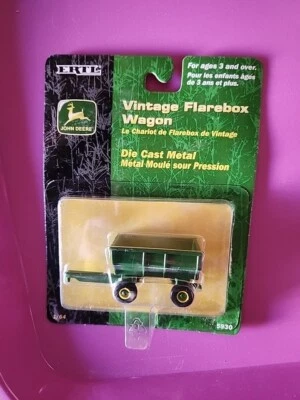 ERTL
For ages 3 and over.
Pour les enfants âgés
de 3 ans et plus.
JOHN DEERE
Vintage Flarebox
Wagon
Le Chariot de Flarebox de Vintage
Die Cast Metal
Métal Moulé sour Pression
1/64
5930